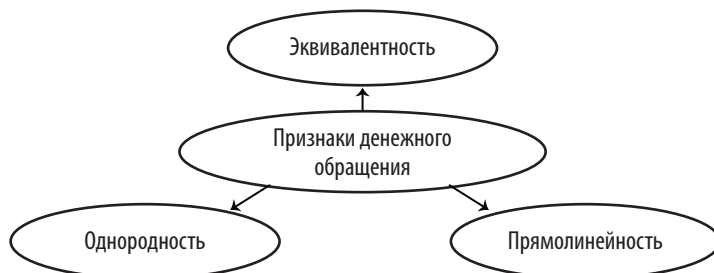 Эквивалентность
Признаки денежного
обращения
Однородность
Прямолинейность